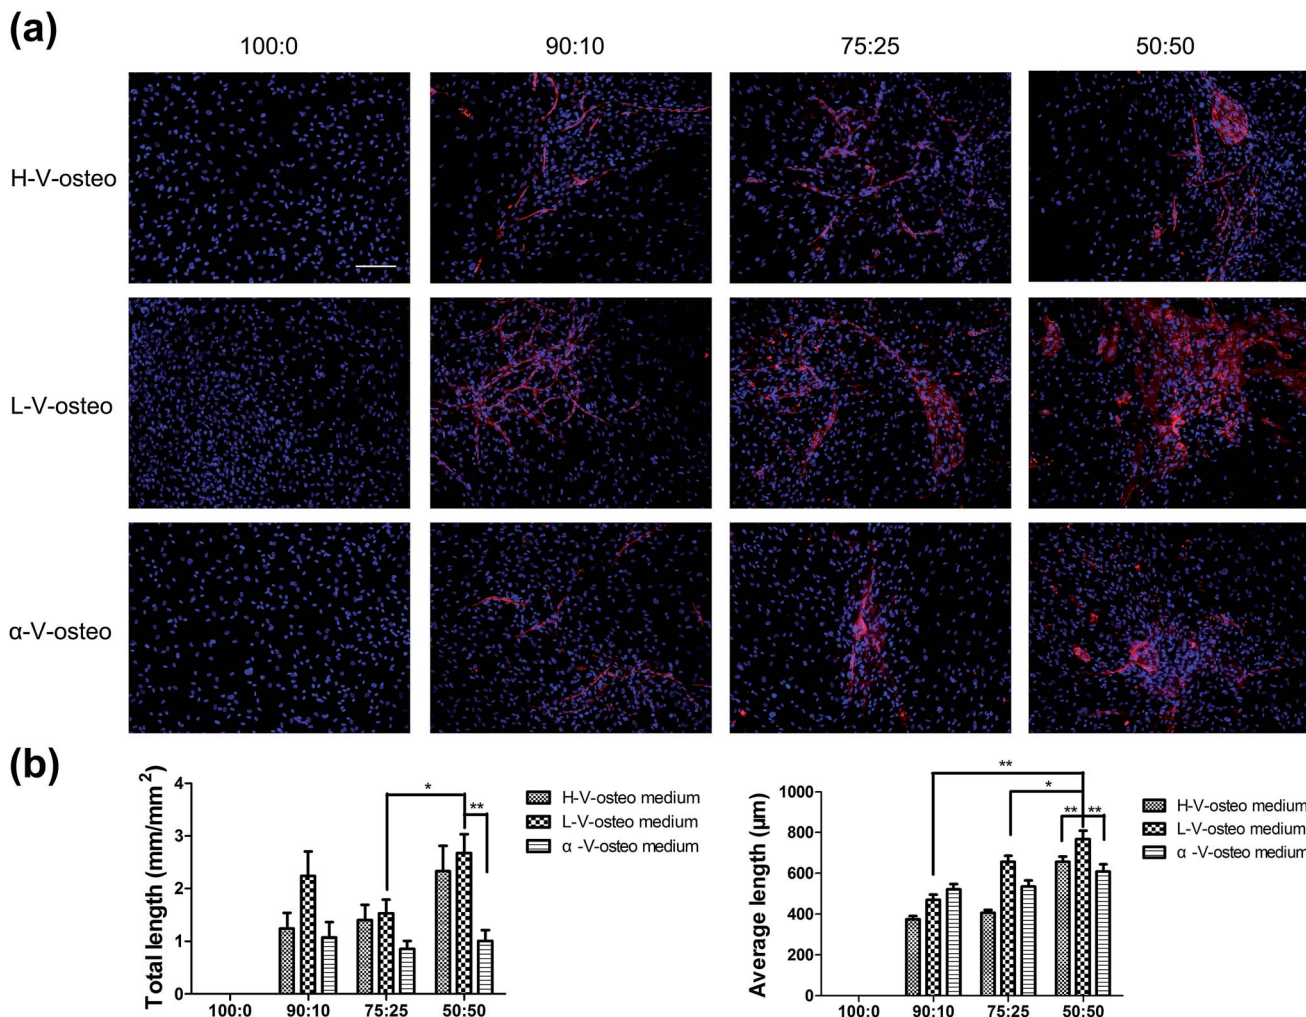 (a)
100:0 90:10 75:25 50:50
H-V-osteo
L-V-osteo
α-V-osteo
(b)
Total length (mm/mm²)
4
3
2
1
0
* **
100:0 90:10 75:25 50:50
H-V-osteo medium
L-V-osteo medium
α -V-osteo medium
Average length (μm)
1000
800
600
400
200
0
**
*
** **
100:0 90:10 75:25 50:50
H-V-osteo medium
L-V-osteo medium
α -V-osteo medium